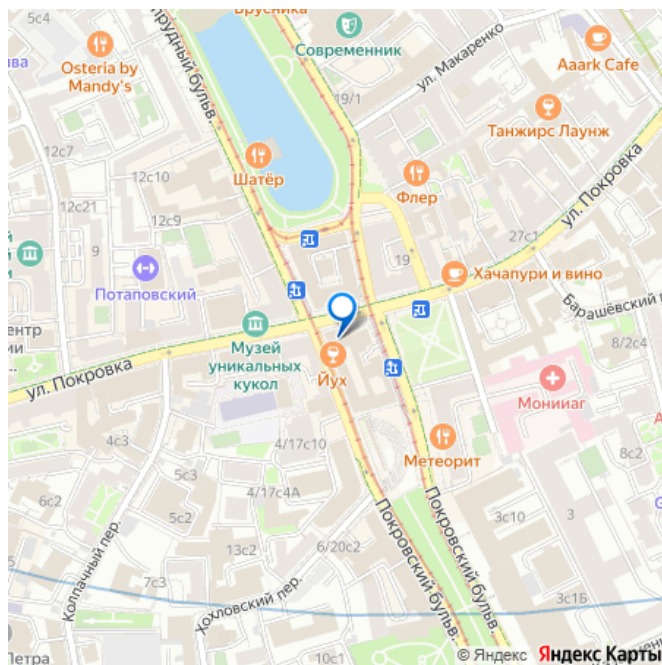 5с4
Брусника
Современник
ул. Макаренко
Osteria by
Mandy's
Aaark Cafe
19/1
Танжирс Лаунж
12с7
12с10
Шатёр
Флер
ул. Покровка
12с21
12с9
9
27с1
19
Потаповский
Хачапури и вино
Барашёвский
Музей
уникальных
кукол
Йух
8/2с4
ул. Покровка
Мониіаг
4с3
4/17с10
Метеорит
8с2
5с3
6с2
4/17с4А
5с2
3с10
3
Колпачный пер.
13с2
6/20с2
Покровский бульв.
Покровский бульв.
7с3
Хохловский пер.
3с16
10с1
© Яндекс Яндекс Карты